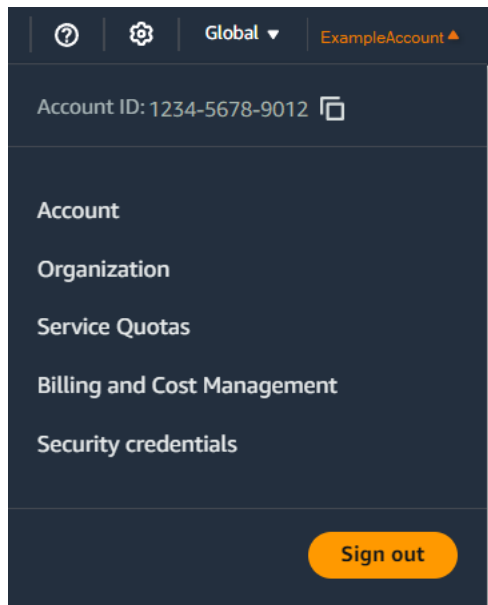 Global ExampleAccount
Account ID: 1234-5678-9012
Account
Organization
Service Quotas
Billing and Cost Management
Security credentials
Sign out